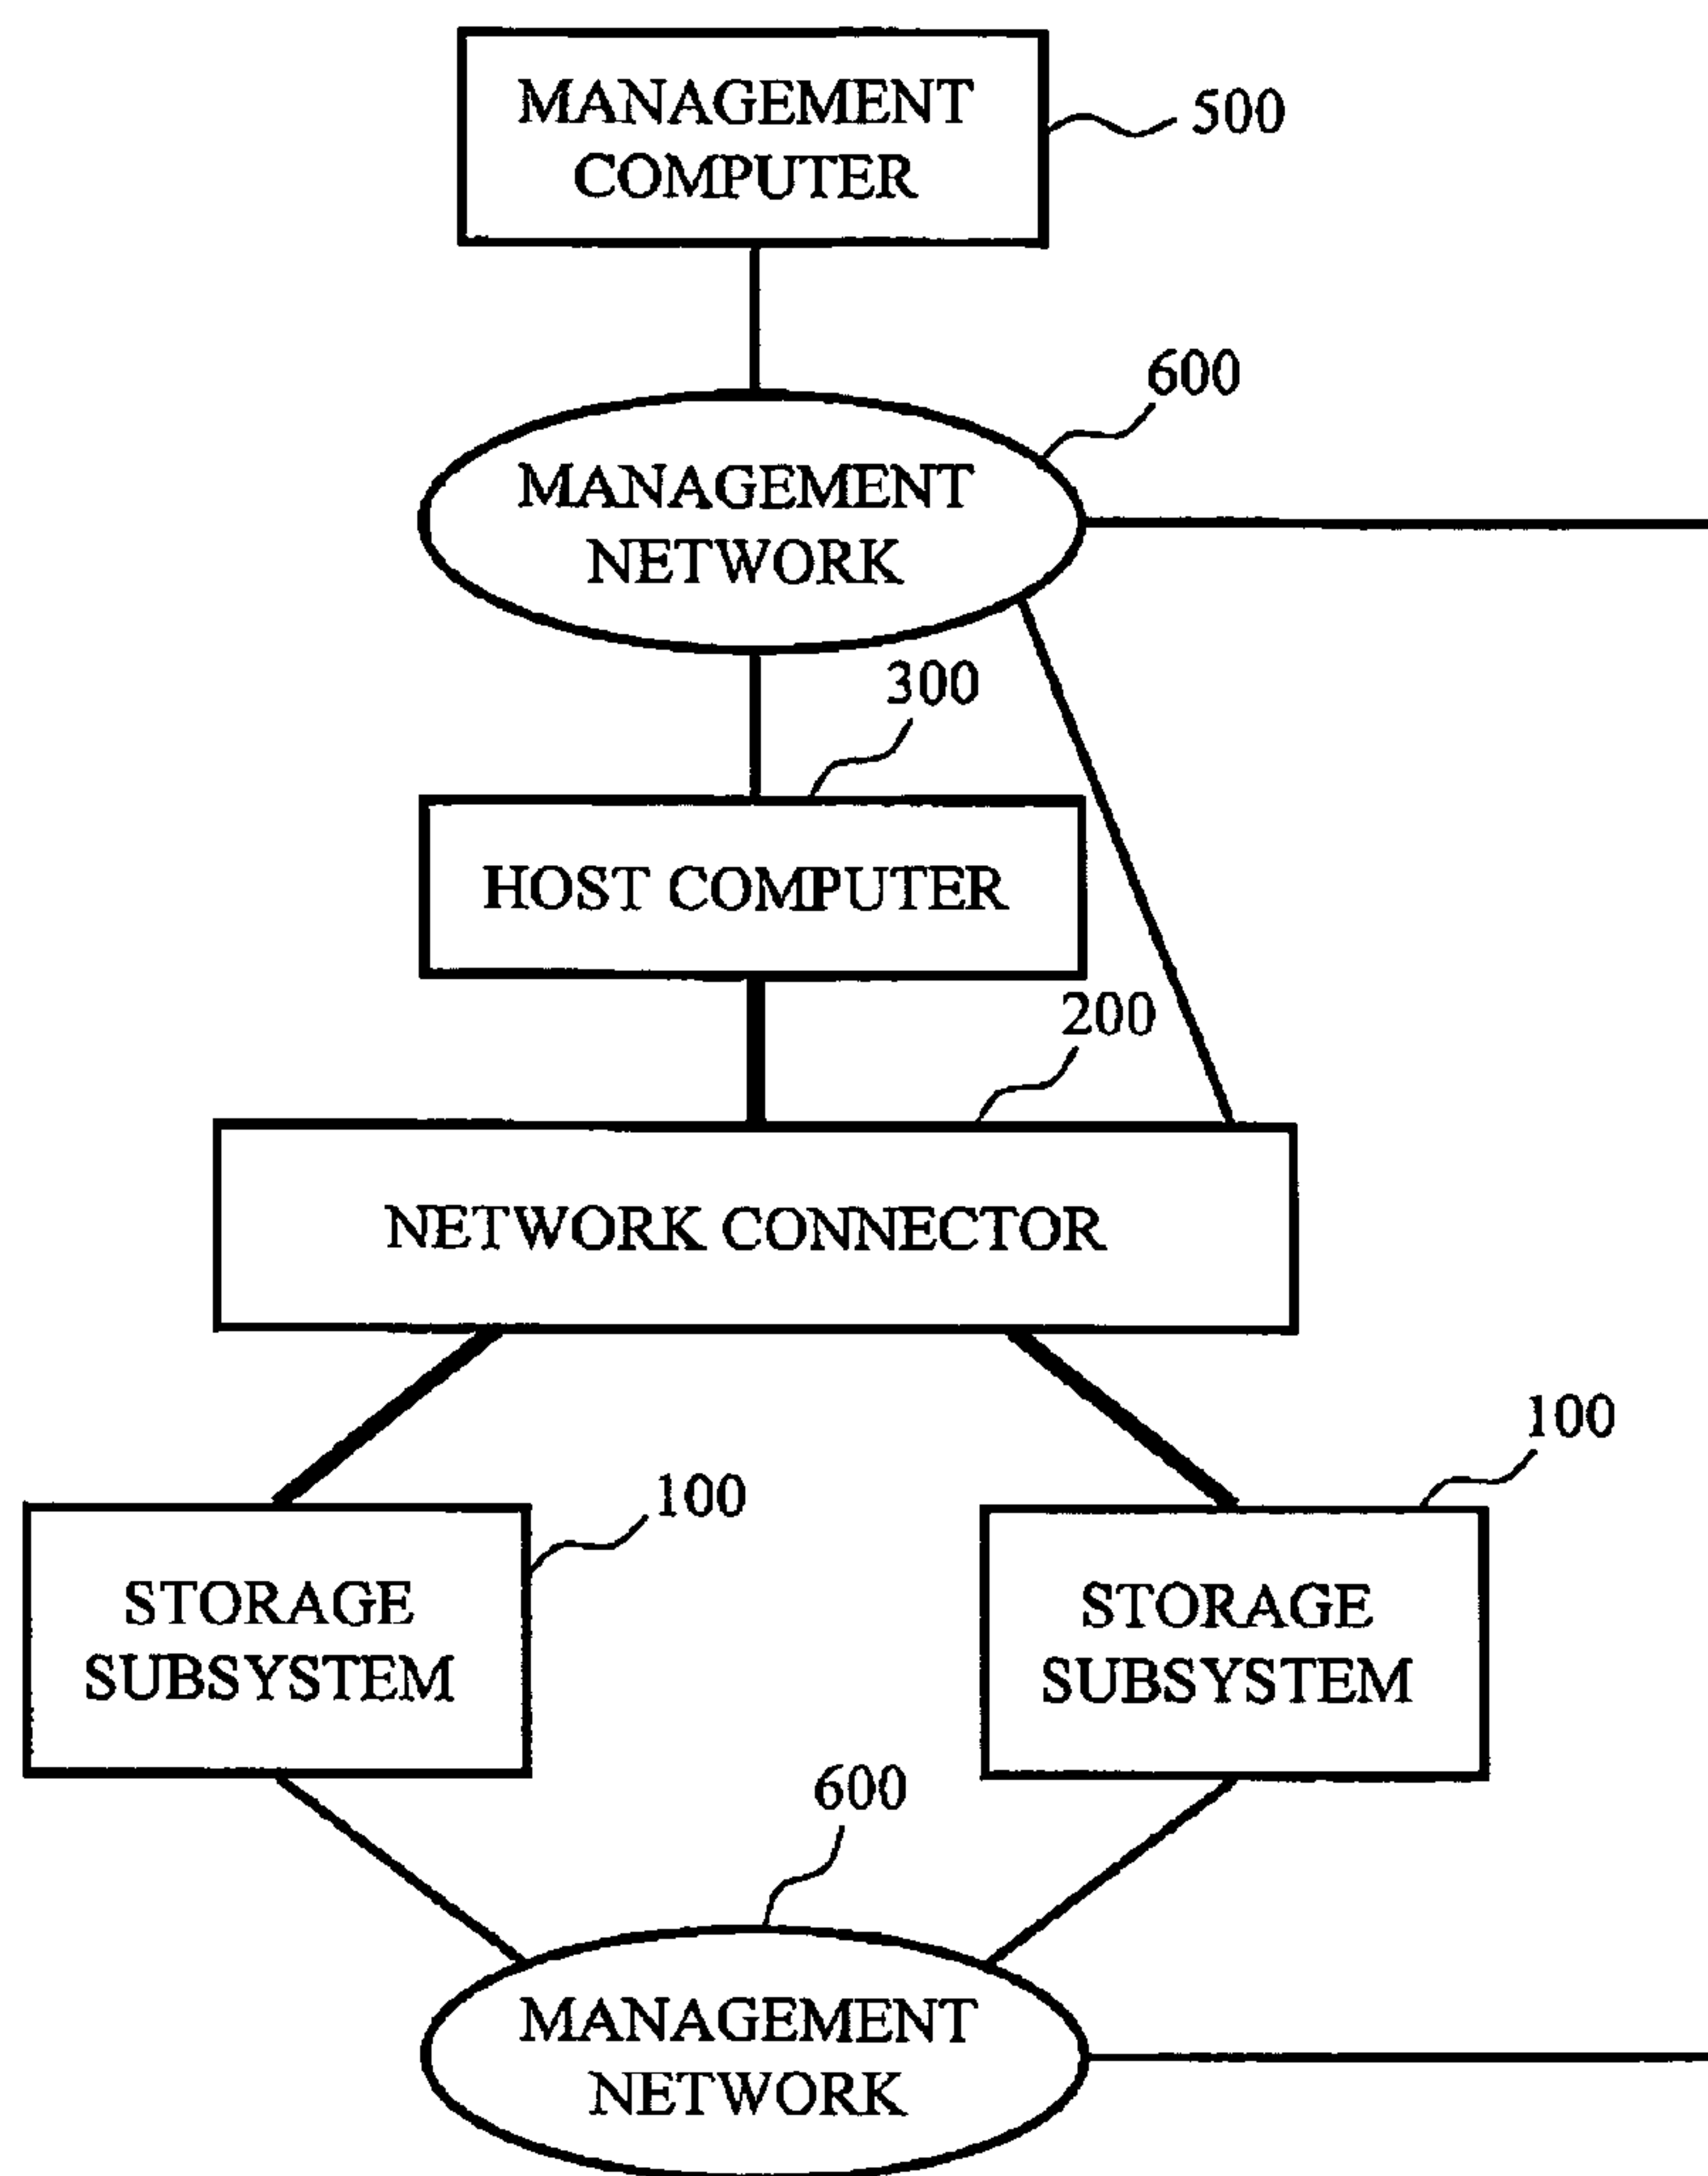 MANAGEMENT
COMPUTER
500
600
MANAGEMENT
NETWORK
300
HOST COMPUTER
200
NETWORK CONNECTOR
100
100
STORAGE
SUBSYSTEM
STORAGE
SUBSYSTEM
600
MANAGEMENT
NETWORK